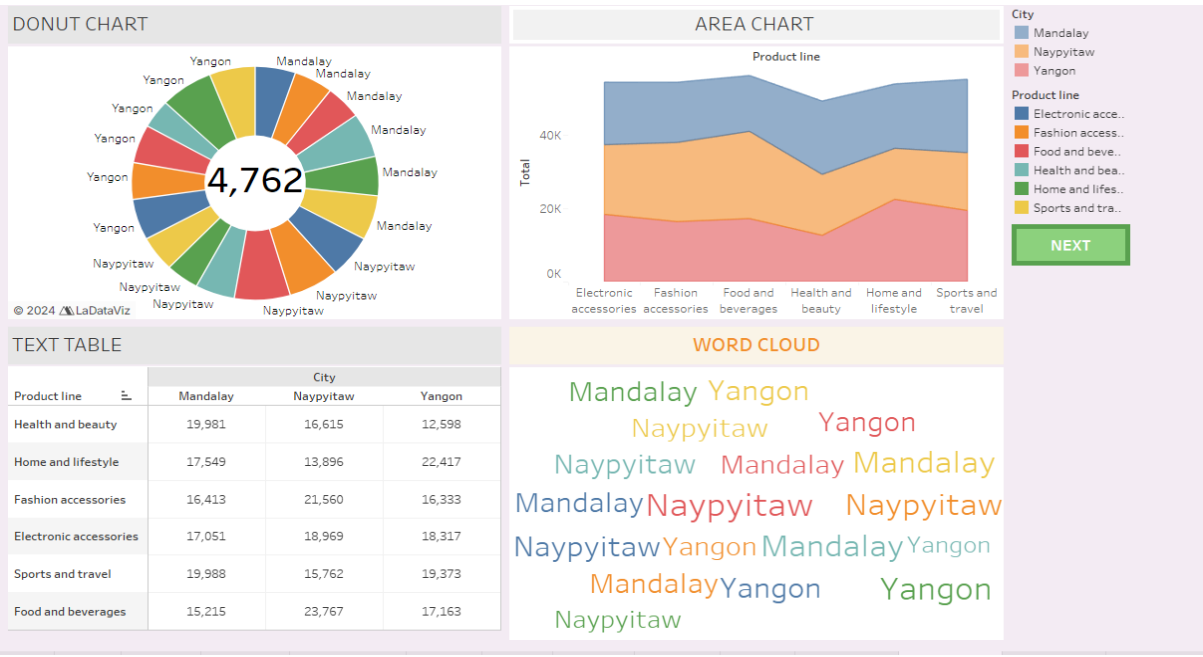 DONUT CHART
Yangon
Mandalay
Yangon
Mandalay
Yangon
Mandalay
Yangon
Mandalay
Yangon
4,762
Mandalay
Yangon
Mandalay
Naypyitaw
Naypyitaw
Naypyitaw
Naypyitaw
Naypyitaw
Naypyitaw
© 2024 LaDataViz
AREA CHART
Product line
Total
40K
20K
0K
Electronic accessories
Fashion accessories
Food and beverages
Health and beauty
Home and lifestyle
Sports and travel
City
Mandalay
Naypyitaw
Yangon
Product line
Electronic acce..
Fashion access..
Food and beve..
Health and bea..
Home and lifes..
Sports and tra..
NEXT
TEXT TABLE
City
Product line Mandalay Naypyitaw Yangon
Health and beauty 19,981 16,615 12,598
Home and lifestyle 17,549 13,896 22,417
Fashion accessories 16,413 21,560 16,333
Electronic accessories 17,051 18,969 18,317
Sports and travel 19,988 15,762 19,373
Food and beverages 15,215 23,767 17,163
WORD CLOUD
Mandalay Yangon
Naypyitaw Yangon
Naypyitaw Mandalay Mandalay
Mandalay Naypyitaw Naypyitaw
Naypyitaw Yangon Mandalay Yangon
Mandalay Yangon Yangon
Naypyitaw